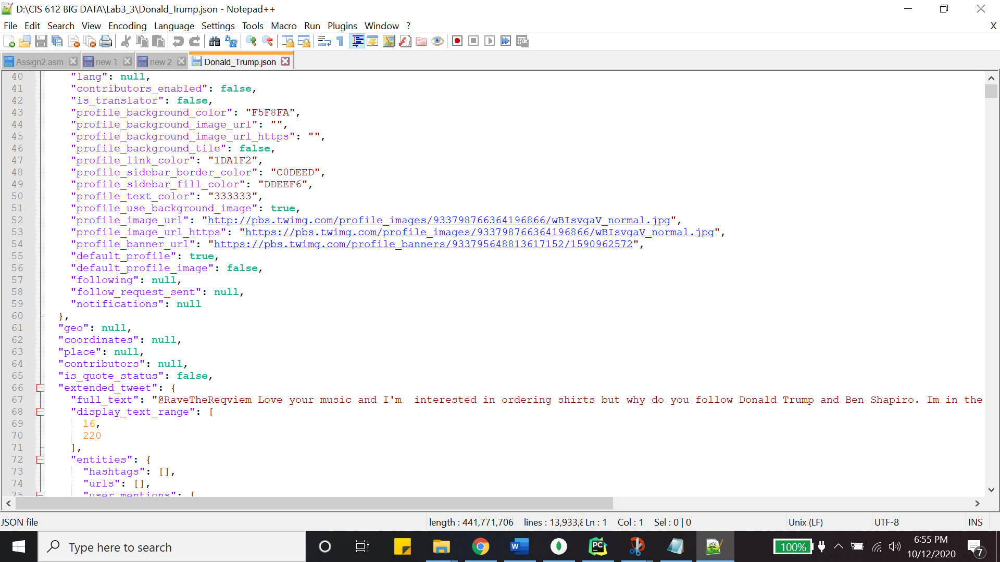 D:\CIS 612 BIG DATA\Lab3_3\Donald_Trump.json - Notepad++
File Edit Search View Encoding Language Settings Tools Macro Run Plugins Window ? X
Assign2.asm new 1 new 2 Donald_Trump.json
40 "lang": null,
41 "contributors_enabled": false,
42 "is_translator": false,
43 "profile_background_color": "F5F8FA",
44 "profile_background_image_url": "",
45 "profile_background_image_url_https": "",
46 "profile_background_tile": false,
47 "profile_link_color": "1DA1F2",
48 "profile_sidebar_border_color": "C0DEED",
49 "profile_sidebar_fill_color": "DDEEF6",
50 "profile_text_color": "333333",
51 "profile_use_background_image": true,
52 "profile_image_url": "http://pbs.twimg.com/profile_images/933798766364196866/wBIsvgaV_normal.jpg",
53 "profile_image_url_https": "https://pbs.twimg.com/profile_images/933798766364196866/wBIsvgaV_normal.jpg",
54 "profile_banner_url": "https://pbs.twimg.com/profile_banners/933795648813617152/1590962572",
55 "default_profile": true,
56 "default_profile_image": false,
57 "following": null,
58 "follow_request_sent": null,
59 "notifications": null
60 },
61 "geo": null,
62 "coordinates": null,
63 "place": null,
64 "contributors": null,
65 "is_quote_status": false,
66 "extended_tweet": {
67 "full_text": "@RaveTheReqviem Love your music and I'm  interested in ordering shirts but why do you follow Donald Trump and Ben Shapiro. Im in the
68 "display_text_range": [
69 16,
70 220
71 ],
72 "entities": {
73 "hashtags": [],
74 "urls": [],
75 "user_mentions": [
JSON file length : 441,771,706 lines : 13,933,8 Ln : 1 Col : 1 Sel : 0 | 0 Unix (LF) UTF-8 INS
Type here to search W PC 100% 6:55 PM
10/12/2020 7